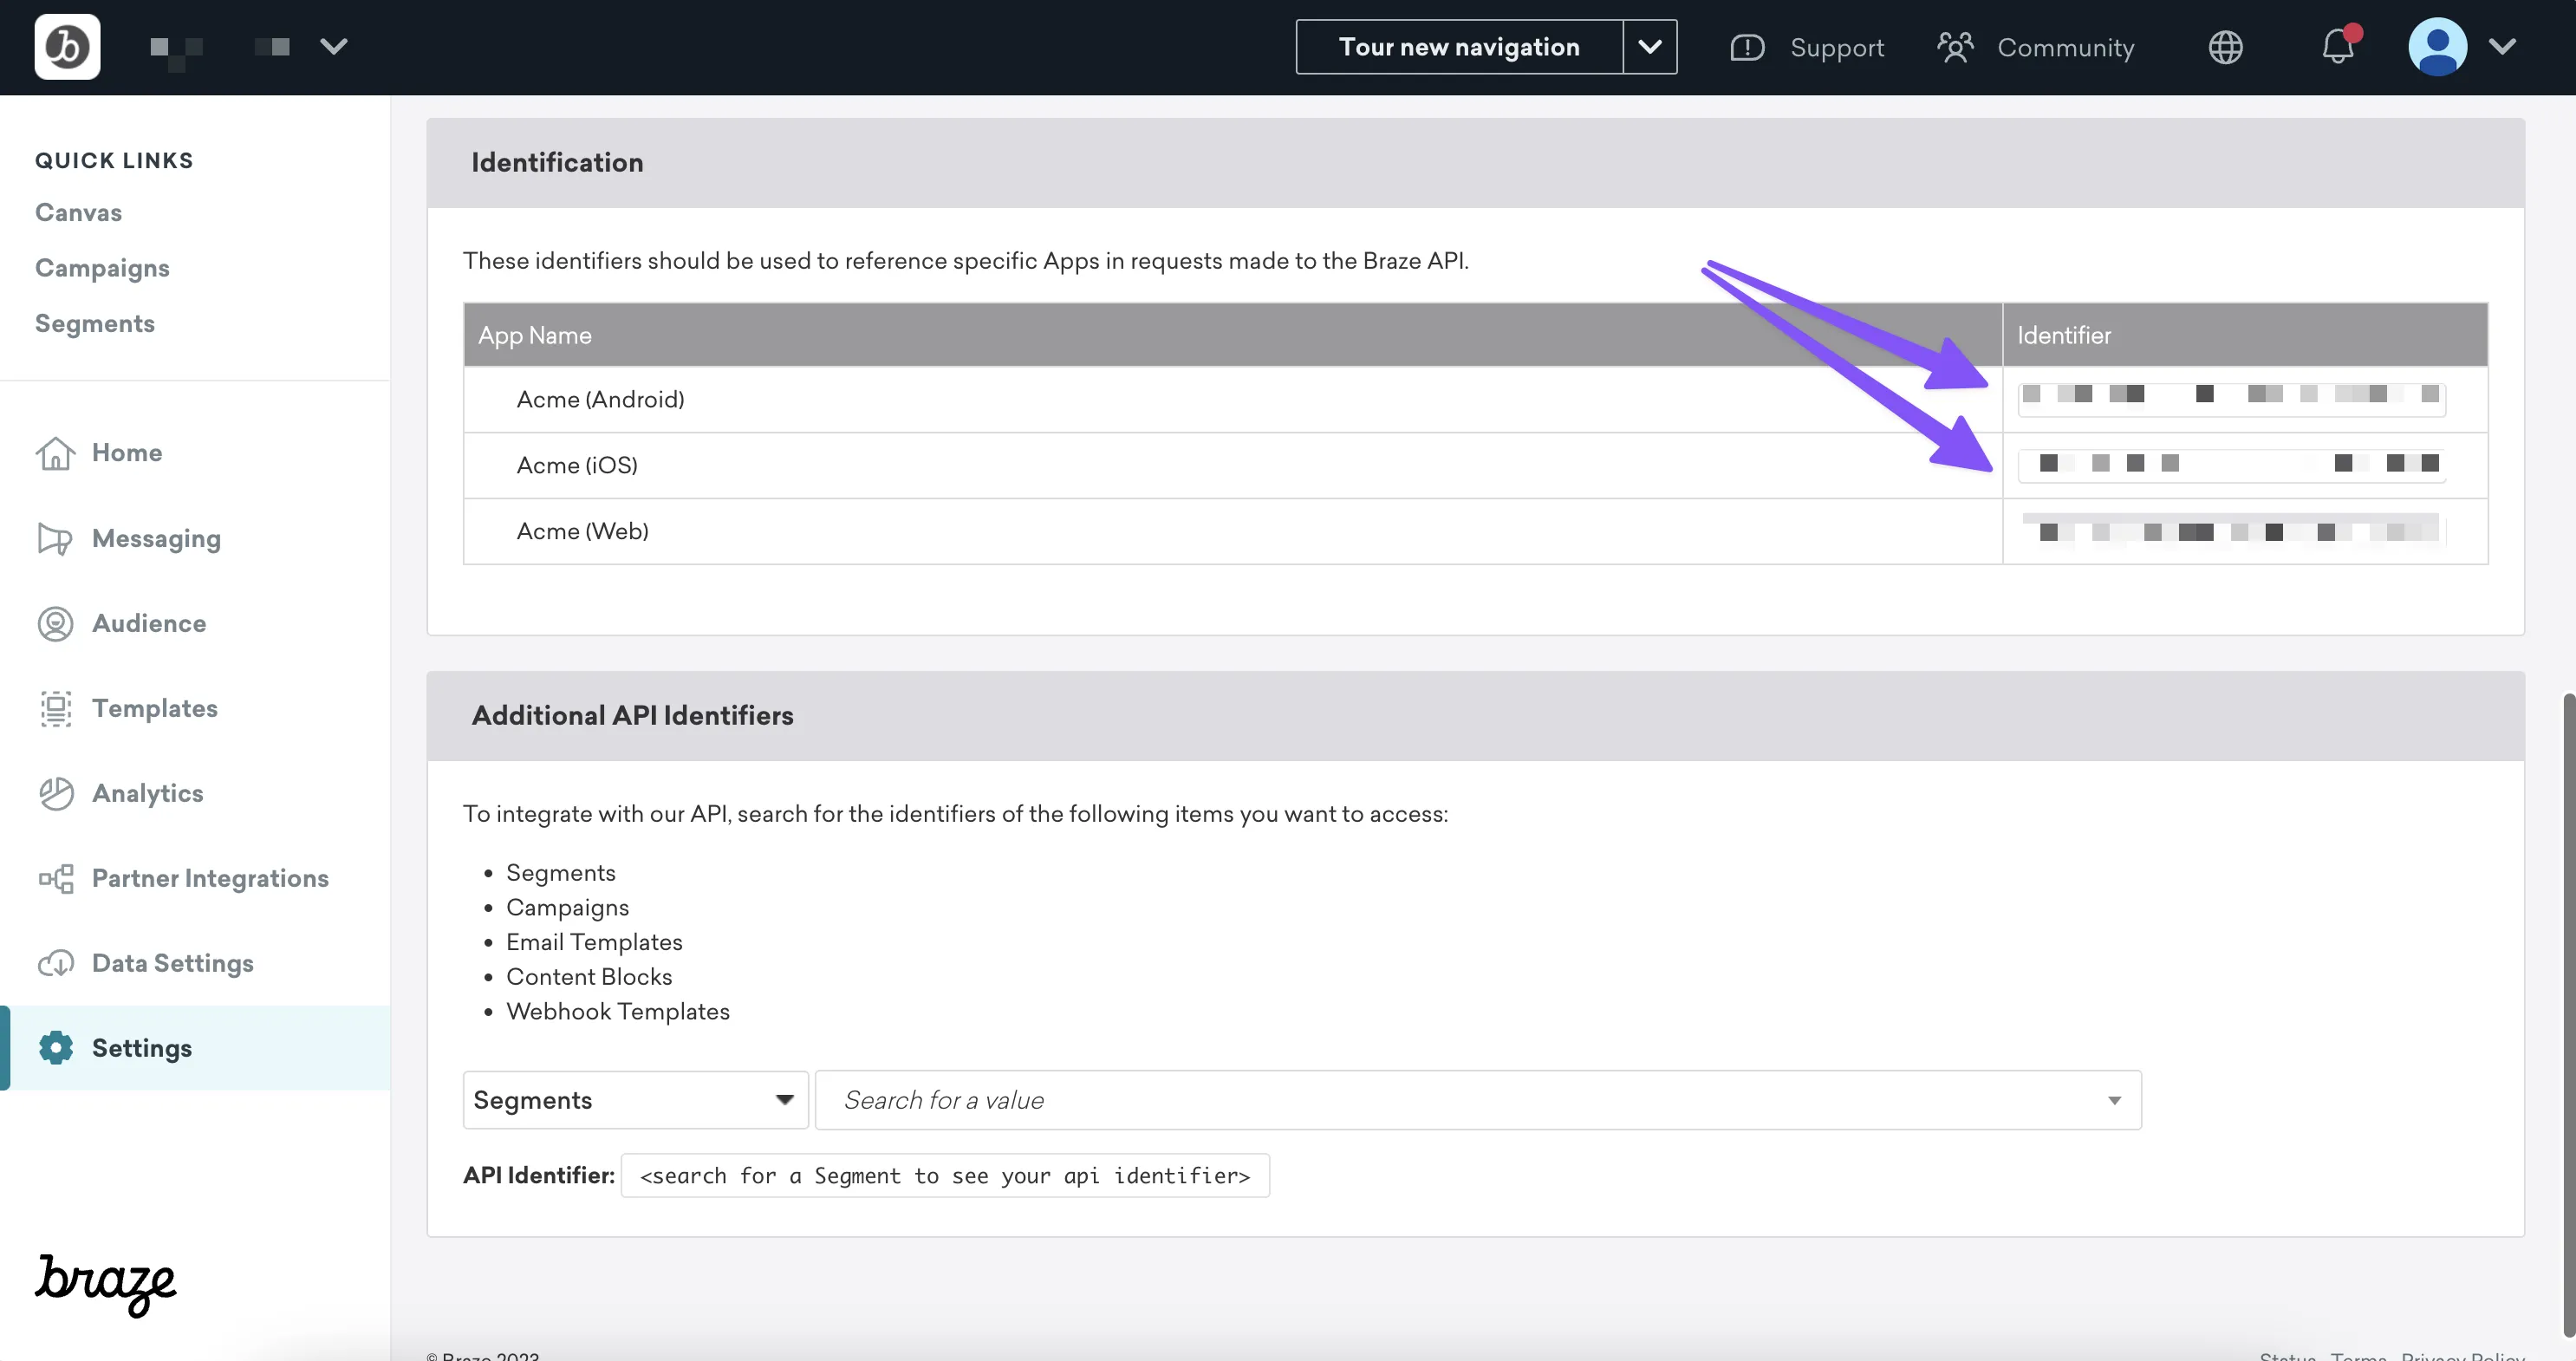 Tour new navigation
Support
Community
QUICK LINKS
Canvas
Campaigns
Segments
Home
Messaging
Audience
Templates
Analytics
Partner Integrations
Data Settings
Settings
braze
Identification
These identifiers should be used to reference specific Apps in requests made to the Braze API.
App Name Identifier
Acme (Android)
Acme (iOS)
Acme (Web)
Additional API Identifiers
To integrate with our API, search for the identifiers of the following items you want to access:
• Segments
• Campaigns
• Email Templates
• Content Blocks
• Webhook Templates
Segments Search for a value
API Identifier: <search for a Segment to see your api identifier>
© Braze 2023
Status Terms Privacy Policy